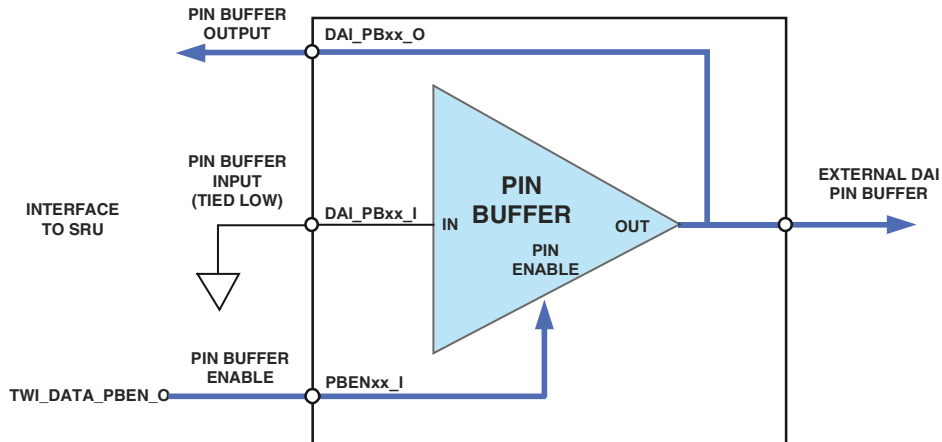 PIN BUFFER
OUTPUT
DAI_PBxx_O
PIN BUFFER
INPUT
(TIED LOW)
INTERFACE
TO SRU
DAI_PBxx_I
IN
PIN
BUFFER
OUT
PIN
ENABLE
EXTERNAL DAI
PIN BUFFER
PIN BUFFER
ENABLE
TWI_DATA_PBEN_O
PBENxx_I